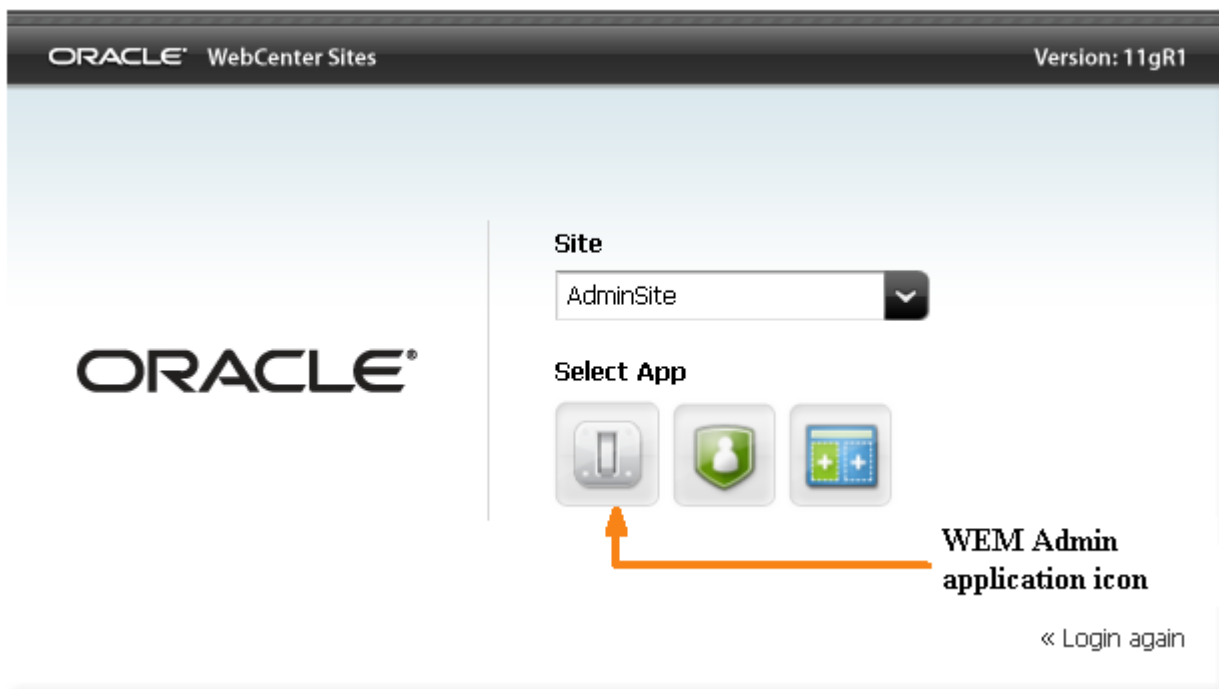 ORACLE® WebCenter Sites
Version: 11gR1
Site
AdminSite
ORACLE®
Select App
WEM Admin
application icon
« Login again